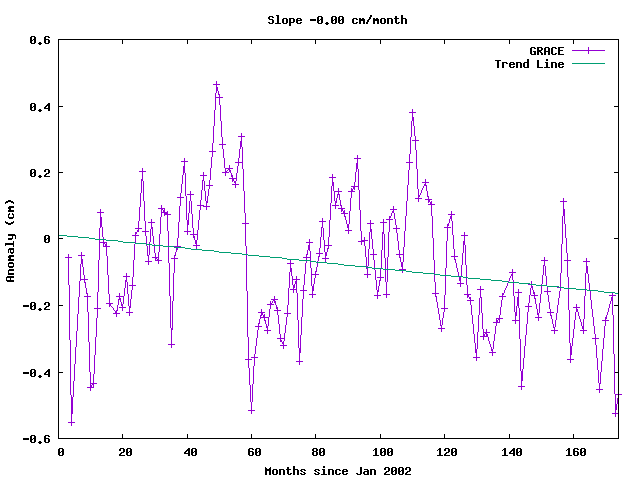 Slope -0.00 cm/month
GRACE
Trend Line
0.6
0.4
0.2
0
-0.2
-0.4
-0.6
Anomaly (cm)
0 20 40 60 80 100 120 140 160
Months since Jan 2002